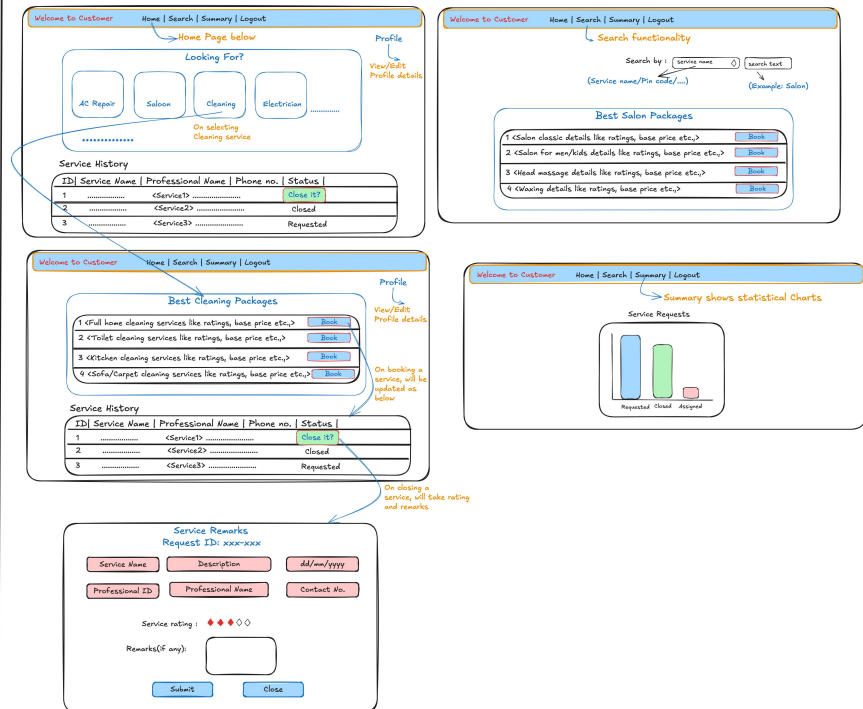 Welcome to Customer Home | Search | Summary | Logout
Home Page below
Profile
View/Edit
Profile details
Looking For?
AC Repair Saloon Cleaning Electrician ..............
On selecting
Cleaning service
..............
Service History
ID| Service Name | Professional Name | Phone no. | Status |
1 .................. <Service1> ....................... Close it?
2 .................. <Service2> ....................... Closed
3 .................. <Service3> ....................... Requested
Welcome to Customer Home | Search | Summary | Logout
Profile
View/Edit
Profile details
Best Cleaning Packages
1 <Full home cleaning services like ratings, base price etc.,> Book
2 <Toilet cleaning services like ratings, base price etc.,> Book
3 <Kitchen cleaning services like ratings, base price etc.,> Book
4 <Sofa/Carpet cleaning services like ratings, base price etc.,> Book
On booking a
service, will be
updated as
below
Service History
ID| Service Name | Professional Name | Phone no. | Status |
1 .................. <Service1> ....................... Close it?
2 .................. <Service2> ....................... Closed
3 .................. <Service3> ....................... Requested
On closing a
service, will take rating
and remarks
Service Remarks
Request ID: xxx-xxx
Service Name Description dd/mm/yyyy
Professional ID Professional Name Contact No.
Service rating :
Remarks(if any):
Submit Close
Welcome to Customer Home | Search | Summary | Logout
Search functionality
Search by : service name search text
(Service name/Pin code/....)
(Example: Salon)
Best Salon Packages
1 <Salon classic details like ratings, base price etc.,> Book
2 <Salon for men/kids details like ratings, base price etc.,> Book
3 <Head massage details like ratings, base price etc.,> Book
4 <Waxing details like ratings, base price etc.,> Book
Welcome to Customer Home | Search | Summary | Logout
Summary shows statistical Charts
Service Requests
Requested Closed Assigned